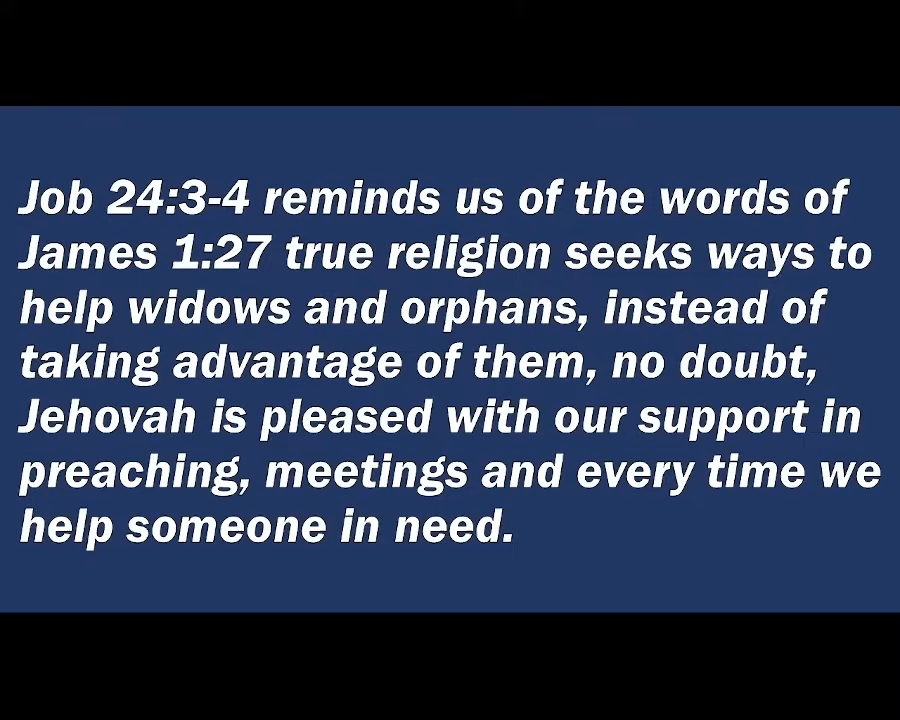 Job 24:3-4 reminds us of the words of
James 1:27 true religion seeks ways to
help widows and orphans, instead of
taking advantage of them, no doubt,
Jehovah is pleased with our support in
preaching, meetings and every time we
help someone in need.